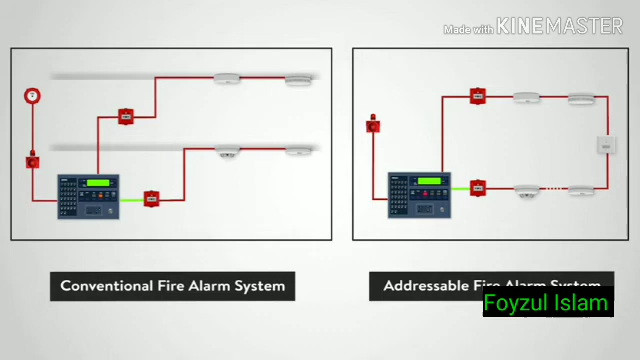 Made with KINEMASTER
Conventional Fire Alarm System
Addressable Fire Alarm System
Foyzul Islam